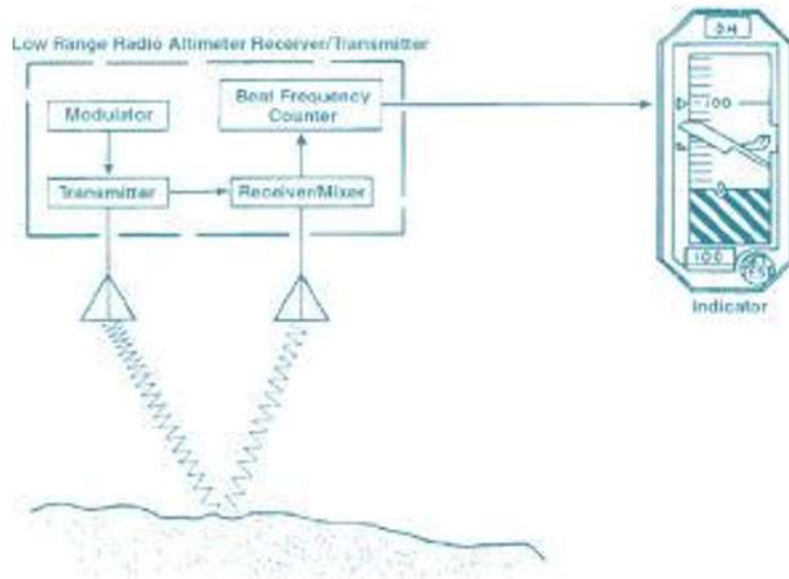 Low Range Radio Altimeter Receiver/Transmitter
Modulator
Beat Frequency
Counter
Transmitter
Receiver/Mixer
DH
100
0
100
Indicator